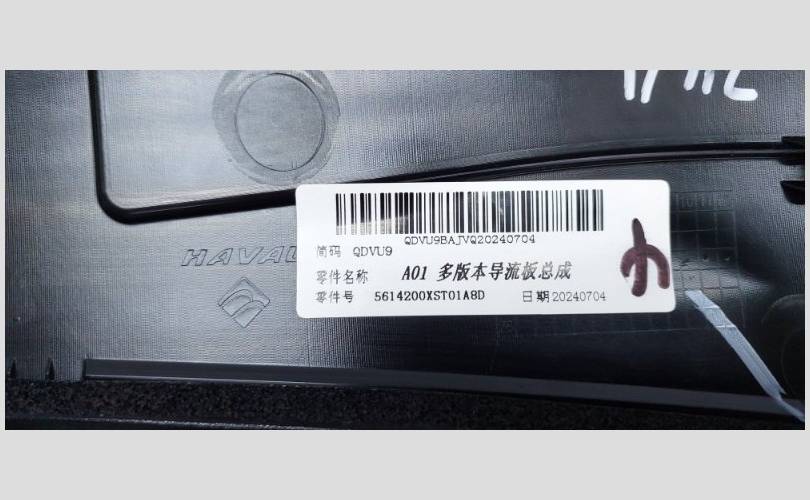 QDVU9BAJVQ20240704
简码 QDVU9
零件名称 A01 多版本导流板总成
零件号 5614200XST01A8D 日期20240704
HAVAL